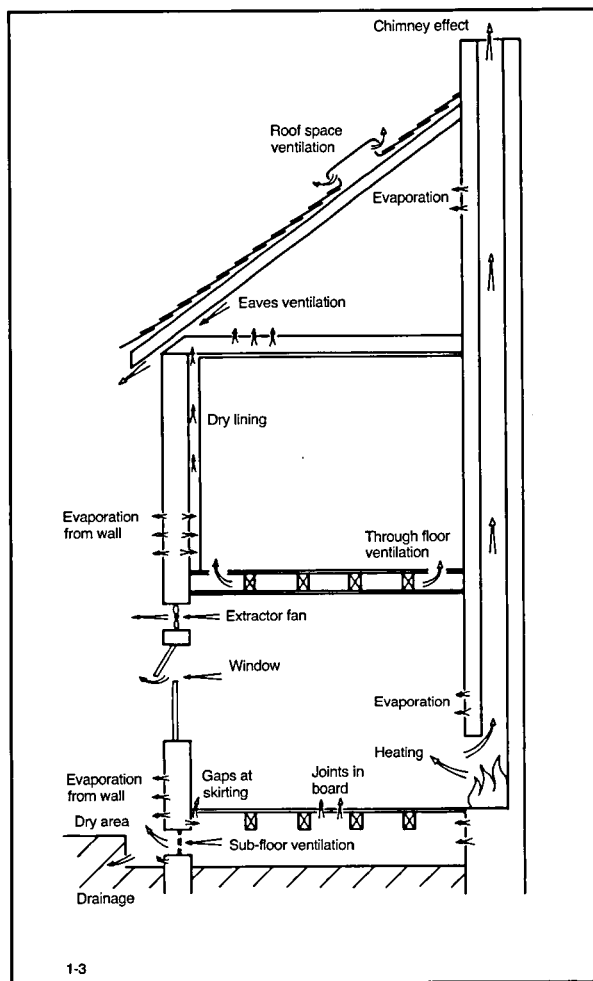 Chimney effect
Roof space
ventilation
Evaporation
Eaves ventilation
Dry lining
Evaporation
from wall
Through floor
ventilation
Extractor fan
Window
Evaporation
Heating
Evaporation
from wall
Gaps at
skirting
Joints in
board
Dry area
Sub-floor ventilation
Drainage
1-3